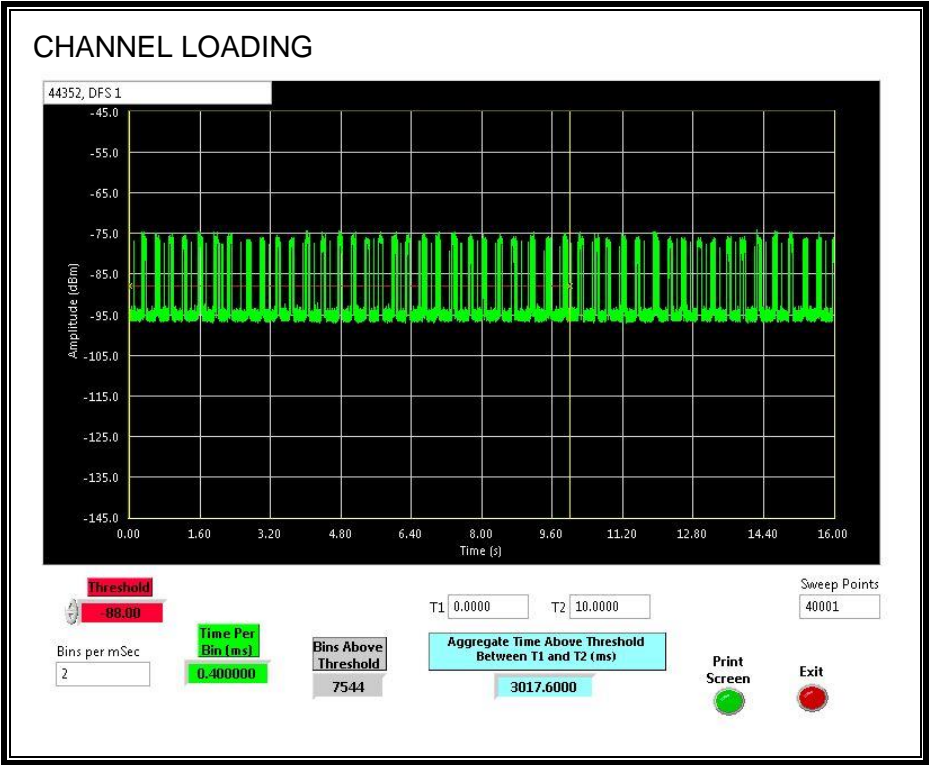 CHANNEL LOADING
44352, DFS 1
-45.0
-55.0
-65.0
-75.0
-85.0
-95.0
-105.0
-115.0
-125.0
-135.0
-145.0
Amplitude (dBm)
0.00 1.60 3.20 4.80 6.40 8.00 9.60 11.20 12.80 14.40 16.00
Time (s)
Threshold
-88.00
Bins per mSec
2
Time Per
Bin (ms)
0.400000
Bins Above
Threshold
7544
T1 0.0000 T2 10.0000
Aggregate Time Above Threshold
Between T1 and T2 (ms)
3017.6000
Sweep Points
40001
Print
Screen
Exit